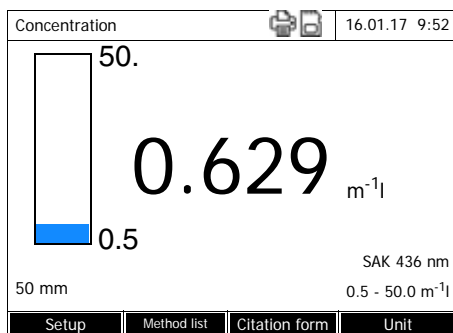 Concentration 16.01.17 9:52
50.
0.629 m⁻¹l
0.5
SAK 436 nm
50 mm 0.5 - 50.0 m⁻¹l
Setup Method list Citation form Unit